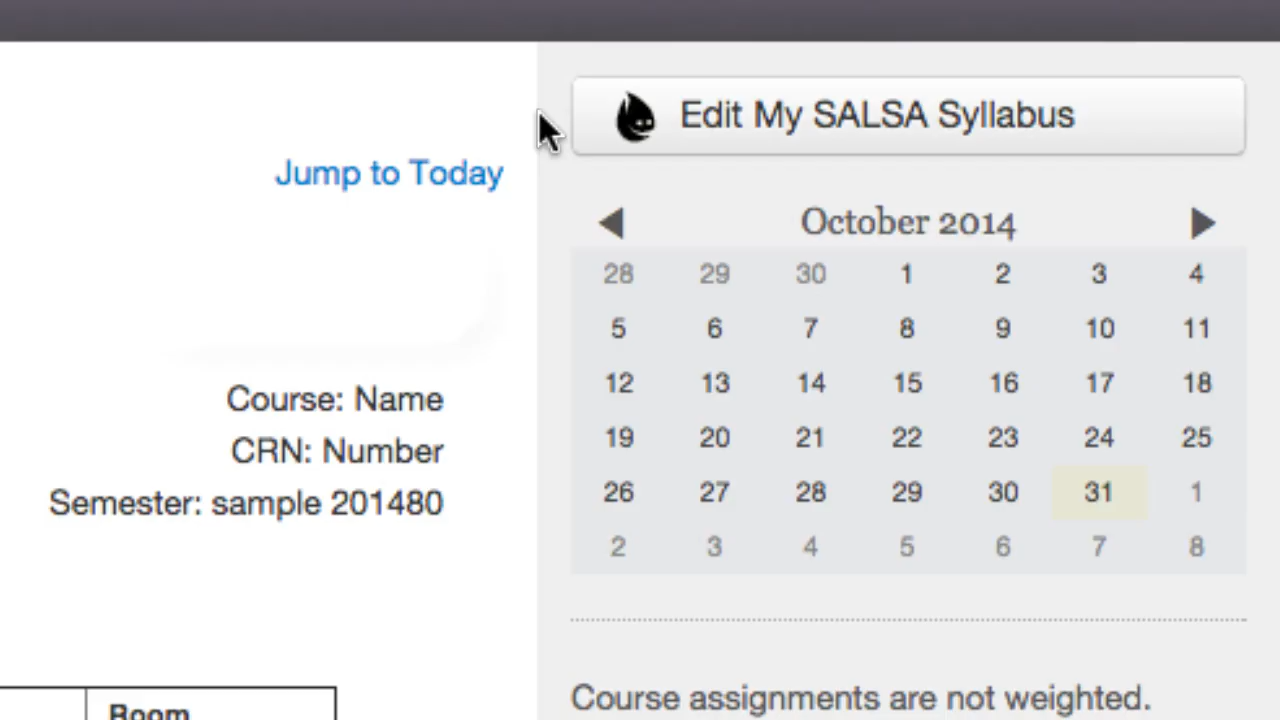 Edit My SALSA Syllabus
Jump to Today
October 2014
28 29 30 1 2 3 4
5 6 7 8 9 10 11
12 13 14 15 16 17 18
19 20 21 22 23 24 25
26 27 28 29 30 31 1
2 3 4 5 6 7 8
Course: Name
CRN: Number
Semester: sample 201480
Course assignments are not weighted.
Room